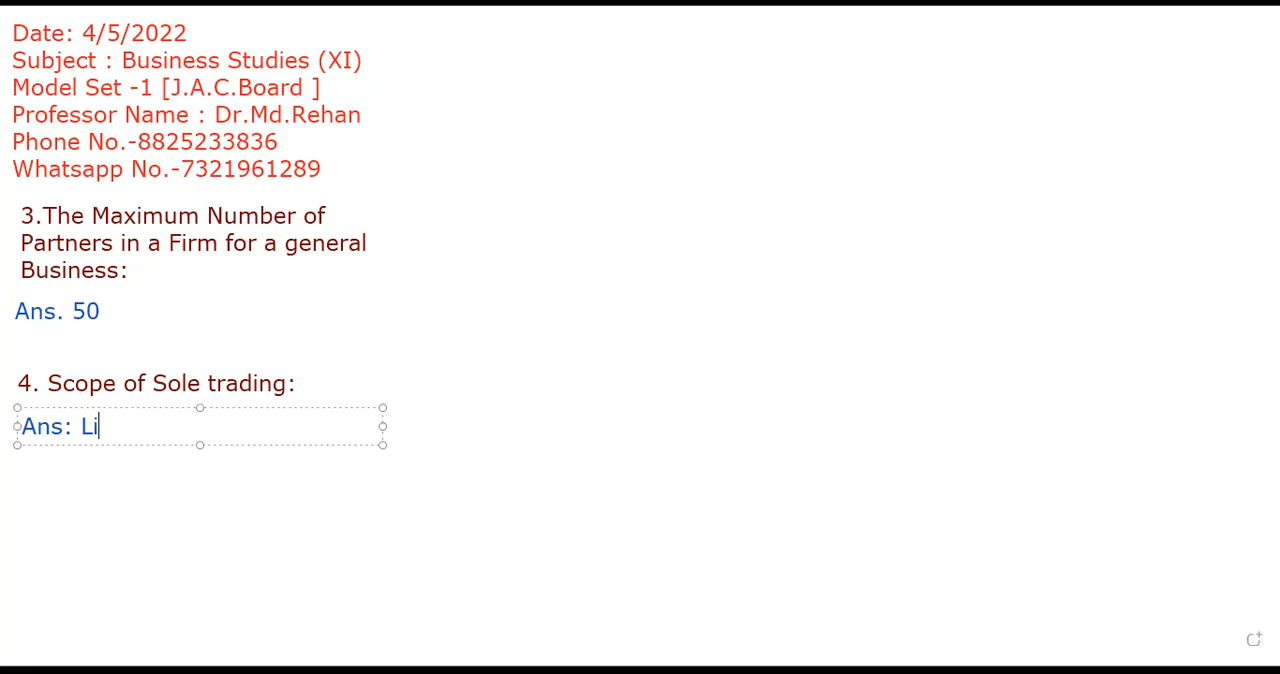 Date: 4/5/2022
Subject : Business Studies (XI)
Model Set -1 [J.A.C.Board ]
Professor Name : Dr.Md.Rehan
Phone No.-8825233836
Whatsapp No.-7321961289
3.The Maximum Number of
Partners in a Firm for a general
Business:
Ans. 50
4. Scope of Sole trading:
Ans: Li